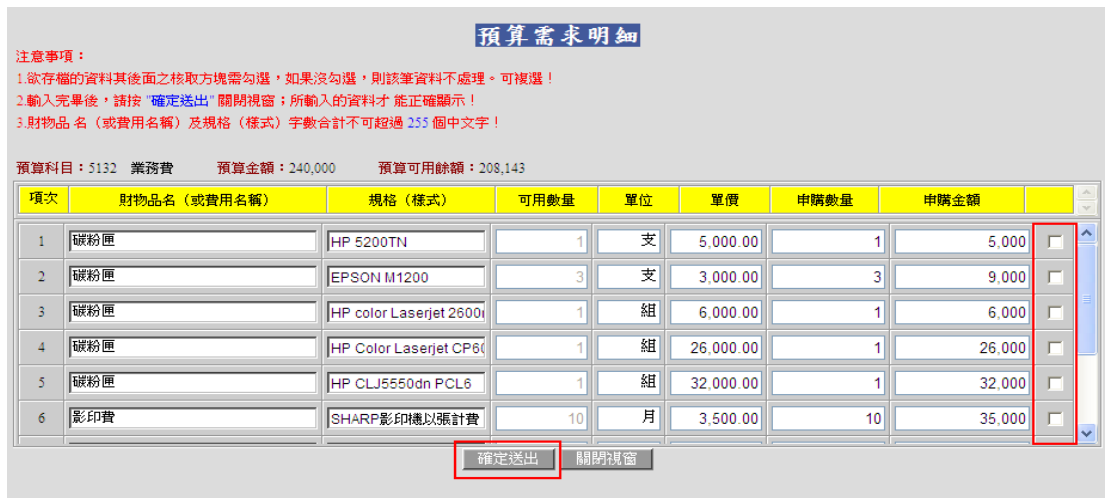 預算需求明細
注意事項：
1.欲存檔的資料其後面之核取方塊需勾選，如果沒勾選，則該筆資料不處理。可複選！
2.輸入完畢後，請按 "確定送出" 關閉視窗；所輸入的資料才 能正確顯示！
3.財物品 名（或費用名稱）及規格（樣式）字數合計不可超過 255 個中文字！
預算科目：5132 業務費 預算金額：240,000 預算可用餘額：208,143
項次 財物品名（或費用名稱） 規格（樣式） 可用數量 單位 單價 申購數量 申購金額
1 碳粉匣 HP 5200TN 1 支 5,000.00 1 5,000
2 碳粉匣 EPSON M1200 3 支 3,000.00 3 9,000
3 碳粉匣 HP color Laserjet 2600 1 組 6,000.00 1 6,000
4 碳粉匣 HP Color Laserjet CP60 1 組 26,000.00 1 26,000
5 碳粉匣 HP CLJ5550dn PCL6 1 組 32,000.00 1 32,000
6 影印費 SHARP影印機以張計費 10 月 3,500.00 10 35,000
確定送出 關閉視窗